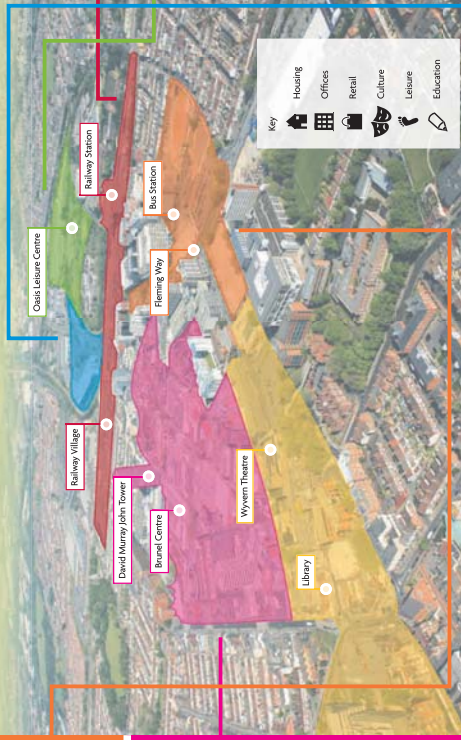 Oasis Leisure Centre
Railway Station
Bus Station
Fleming Way
Railway Village
David Murray John Tower
Brunel Centre
Wyvern Theatre
Library
Key
Housing
Offices
Retail
Culture
Leisure
Education